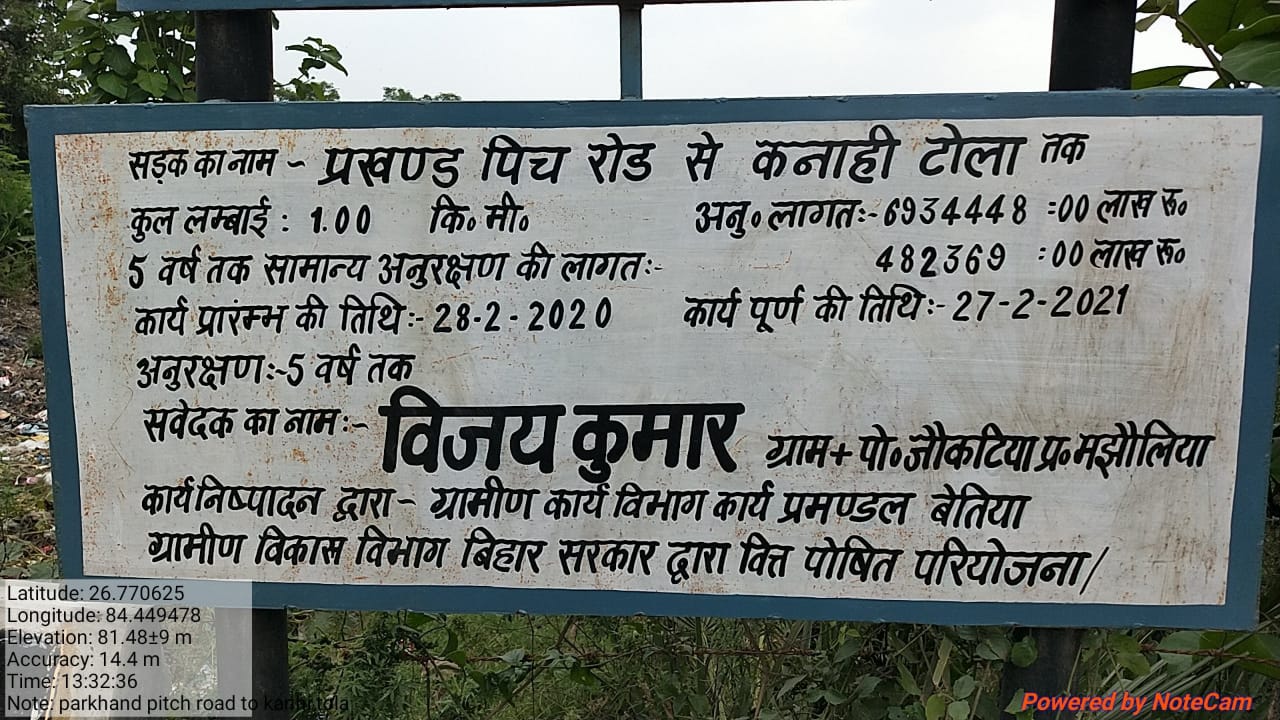 सड़क का नाम - प्रखण्ड पिच रोड से कनाही टोला तक
कुल लम्बाई : 1.00 कि॰ मी॰ अनु॰ लागतः- 6934448 :00 लाख रू॰
5 वर्ष तक सामान्य अनुरक्षण की लागतः- 482369 :00 लाख रू॰
कार्य प्रांरम्भ की तिथिः- 28-2-2020 कार्य पूर्ण की तिथिः- 27-2-2021
अनुरक्षणः-5 वर्ष तक
सवेदक का नामः- विजय कुमार ग्राम+ पो॰ जौकटिया प्र॰ मझौलिया
कार्य निष्पादन द्वारा - ग्रामीण कार्य विभाग कार्य प्रमण्डल बेतिया
ग्रामीण विकास विभाग बिहार सरकार द्वारा वित्त पोषित परियोजना/
Latitude: 26.770625
Longitude: 84.449478
Elevation: 81.48±9 m
Accuracy: 14.4 m
Time: 13:32:36
Note: parkhand pitch road to kanhi tola
Powered by NoteCam